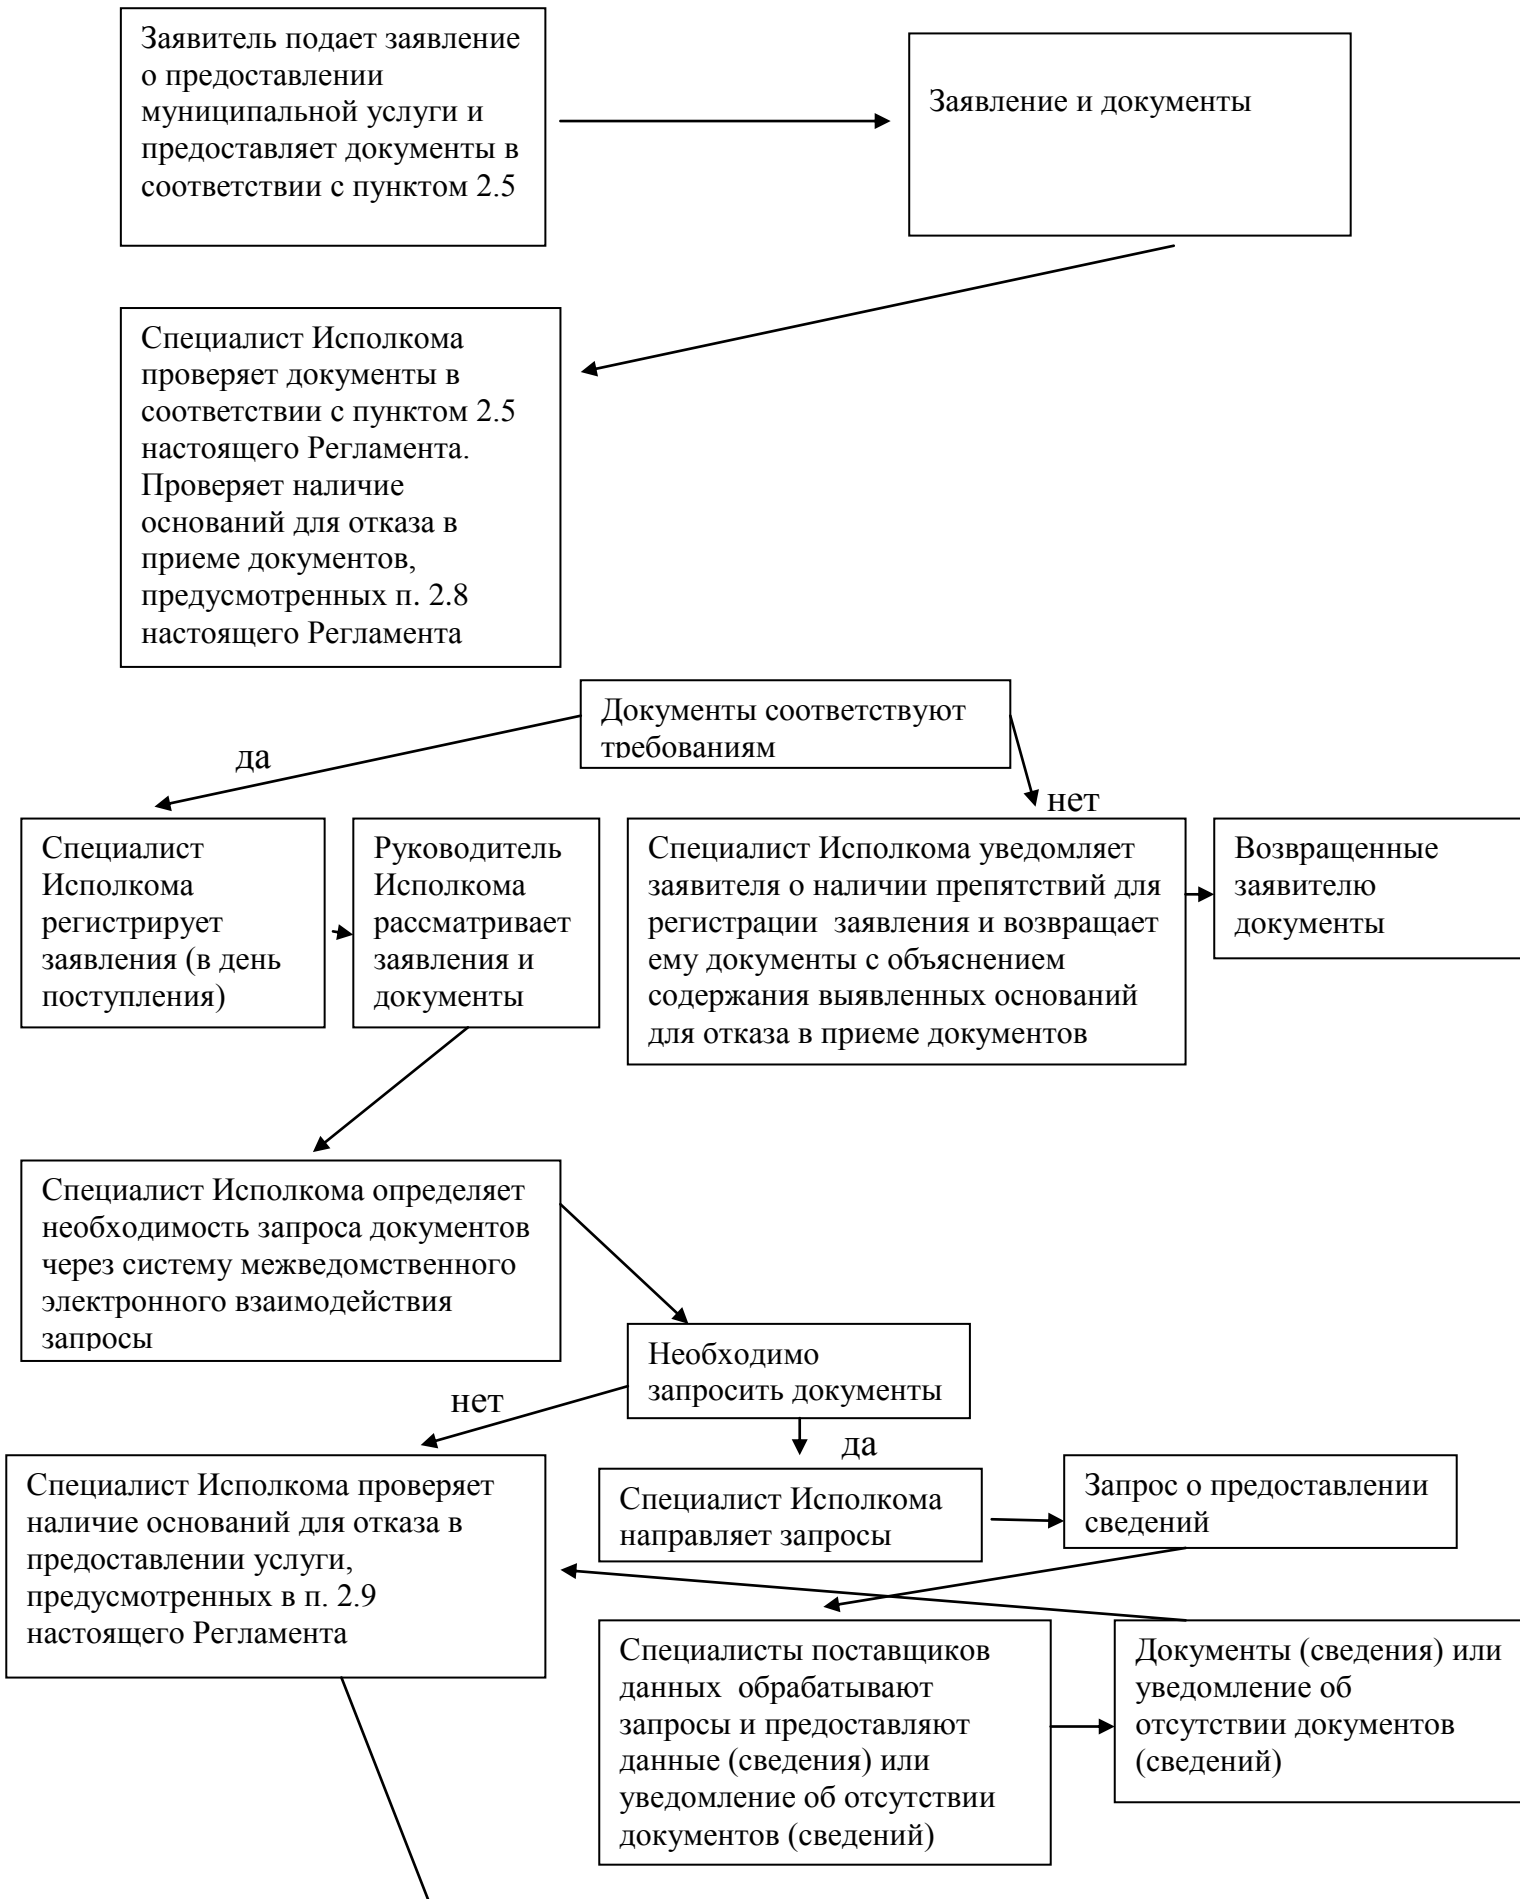 Заявитель подает заявление
о предоставлении
муниципальной услуги и
предоставляет документы в
соответствии с пунктом 2.5
Заявление и документы
Специалист Исполкома
проверяет документы в
соответствии с пунктом 2.5
настоящего Регламента.
Проверяет наличие
оснований для отказа в
приеме документов,
предусмотренных п. 2.8
настоящего Регламента
Документы соответствуют
требованиям
да
нет
Специалист
Исполкома
регистрирует
заявления (в день
поступления)
Руководитель
Исполкома
рассматривает
заявления и
документы
Специалист Исполкома уведомляет
заявителя о наличии препятствий для
регистрации  заявления и возвращает
ему документы с объяснением
содержания выявленных оснований
для отказа в приеме документов
Возвращенные
заявителю
документы
Специалист Исполкома определяет
необходимость запроса документов
через систему межведомственного
электронного взаимодействия
запросы
Необходимо
запросить документы
нет
да
Специалист Исполкома проверяет
наличие оснований для отказа в
предоставлении услуги,
предусмотренных в п. 2.9
настоящего Регламента
Специалист Исполкома
направляет запросы
Запрос о предоставлении
сведений
Специалисты поставщиков
данных  обрабатывают
запросы и предоставляют
данные (сведения) или
уведомление об отсутствии
документов (сведений)
Документы (сведения) или
уведомление об
отсутствии документов
(сведений)